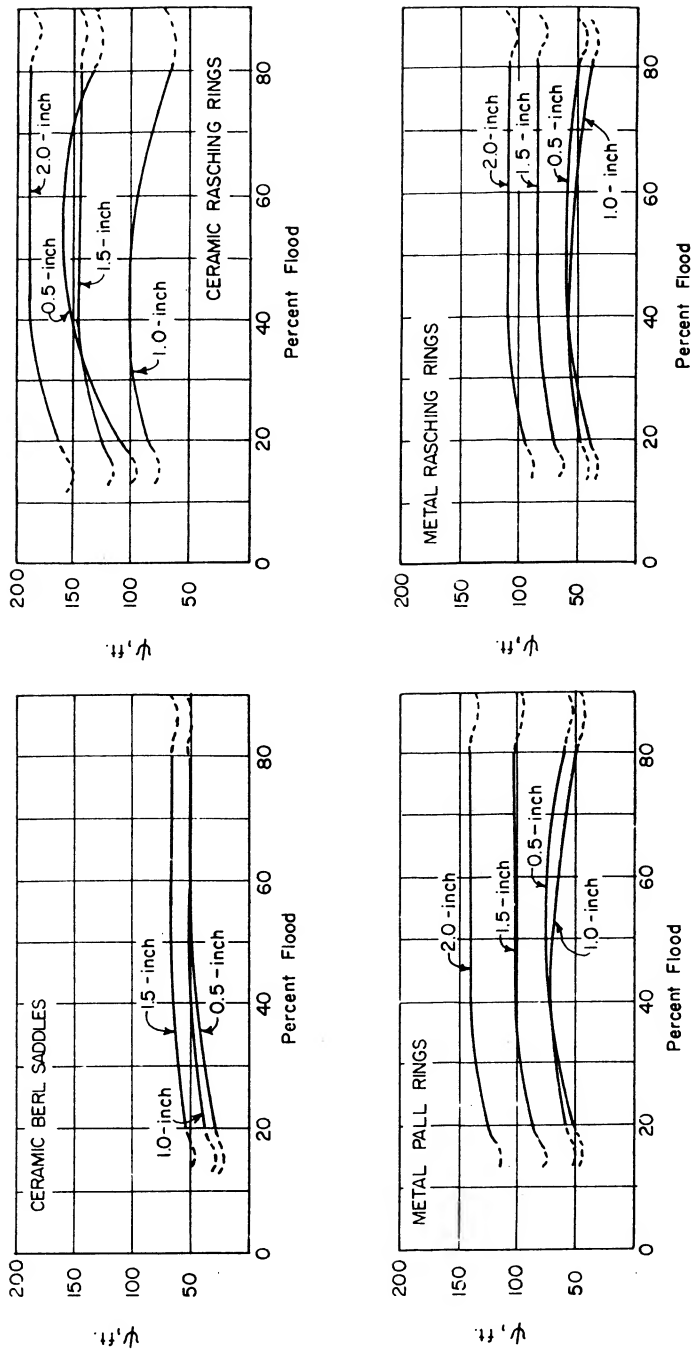 CERAMIC BERL SADDLES
200
150
100
50
0
ψ, ft.
1.5-inch
1.0-inch
0.5-inch
0 20 40 60 80
Percent Flood
200
150
100
50
0
ψ, ft.
2.0-inch
0.5-inch
1.5-inch
1.0-inch
CERAMIC RASCHING RINGS
0 20 40 60 80
Percent Flood
METAL PALL RINGS
200
150
100
50
0
ψ, ft.
2.0-inch
1.5-inch
0.5-inch
1.0-inch
0 20 40 60 80
Percent Flood
METAL RASCHING RINGS
200
150
100
50
0
ψ, ft.
2.0-inch
1.5-inch
0.5-inch
1.0-inch
0 20 40 60 80
Percent Flood